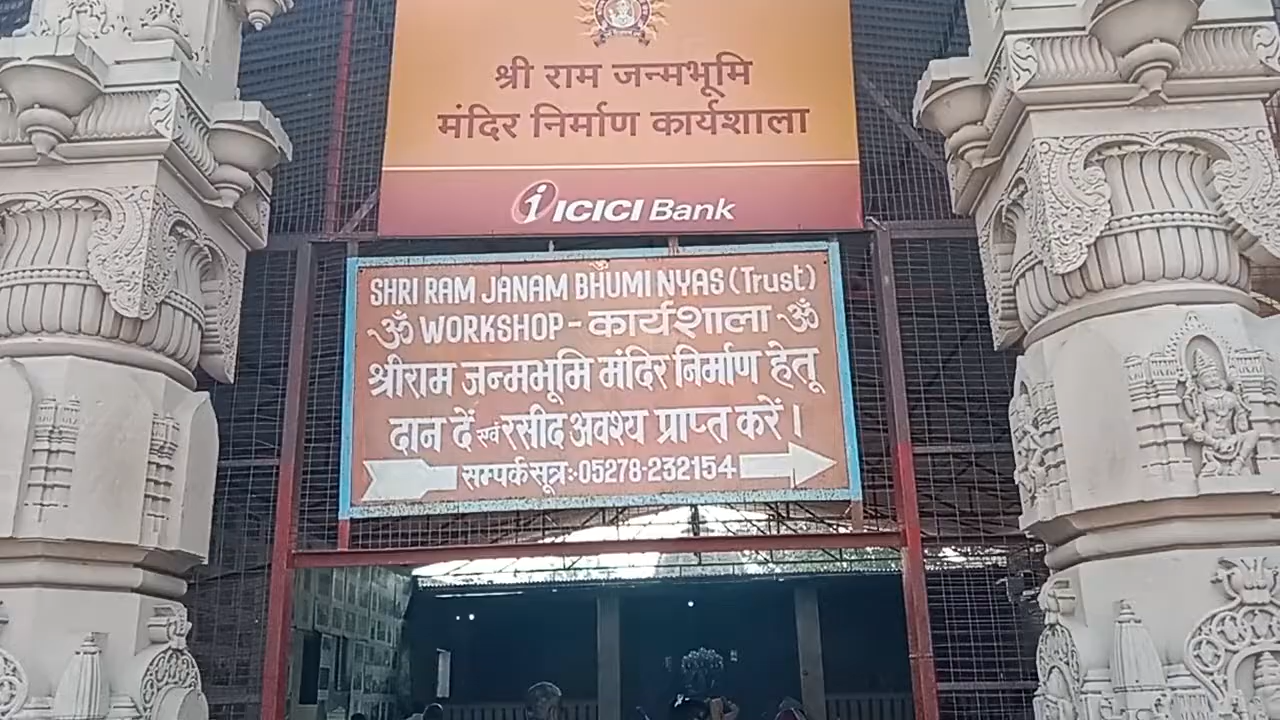 श्री राम जन्मभूमि
मंदिर निर्माण कार्यशाला
ICICI Bank
SHRI RAM JANAM BHUMI NYAS (Trust)
ॐ WORKSHOP - कार्यशाला ॐ
श्रीराम जन्मभूमि मंदिर निर्माण हेतू
दान दें एवं रसीद अवश्य प्राप्त करें।
सम्पर्क सूत्र:-05278-232154